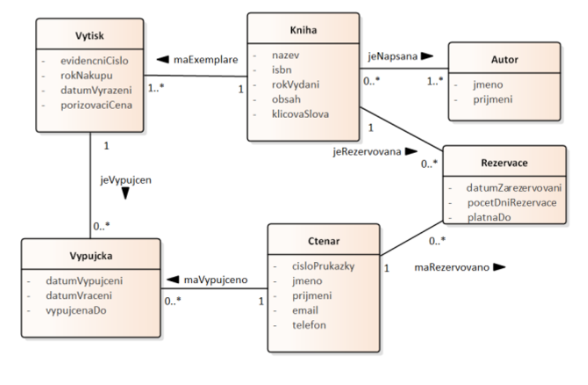 Vytisk
- evidencniCislo
- rokNakupu
- datumVyrazeni
- porizovaciCena
maExemplare
1..*
1
Kniha
- nazev
- isbn
- rokVydani
- obsah
- klicovaSlova
jeNapsana
0..*
1..*
Autor
- jmeno
- prijmeni
1
jeRezervovana
0..*
Rezervace
- datumZarezervovani
- pocetDniRezervace
- platnaDo
1
jeVypujcen
0..*
Vypujcka
- datumVypujceni
- datumVraceni
- vypujcenaDo
maVypujceno
0..*
1
Ctenar
- cisloPrukazky
- jmeno
- prijmeni
- email
- telefon
0..*
1
maRezervovano